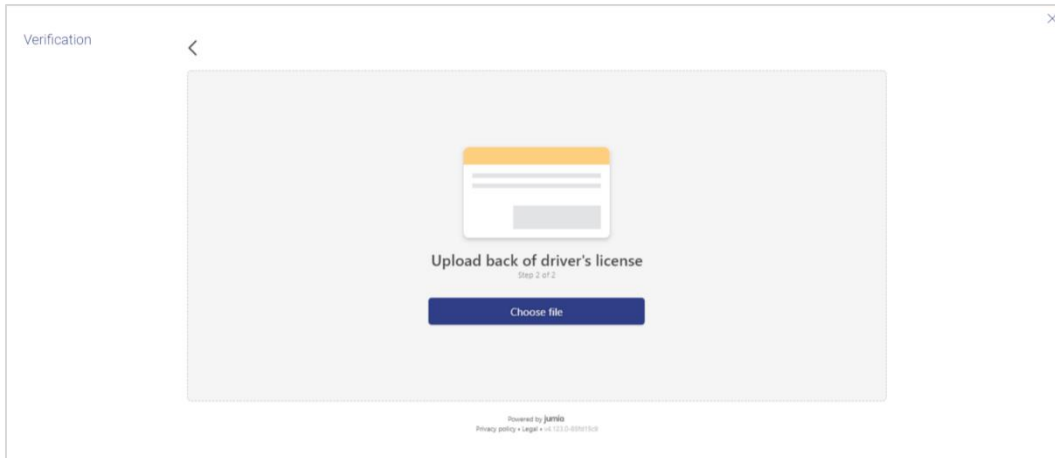 Verification
Upload back of driver's license
Step 2 of 2
Choose file
Powered by jumio
Privacy policy • Legal •